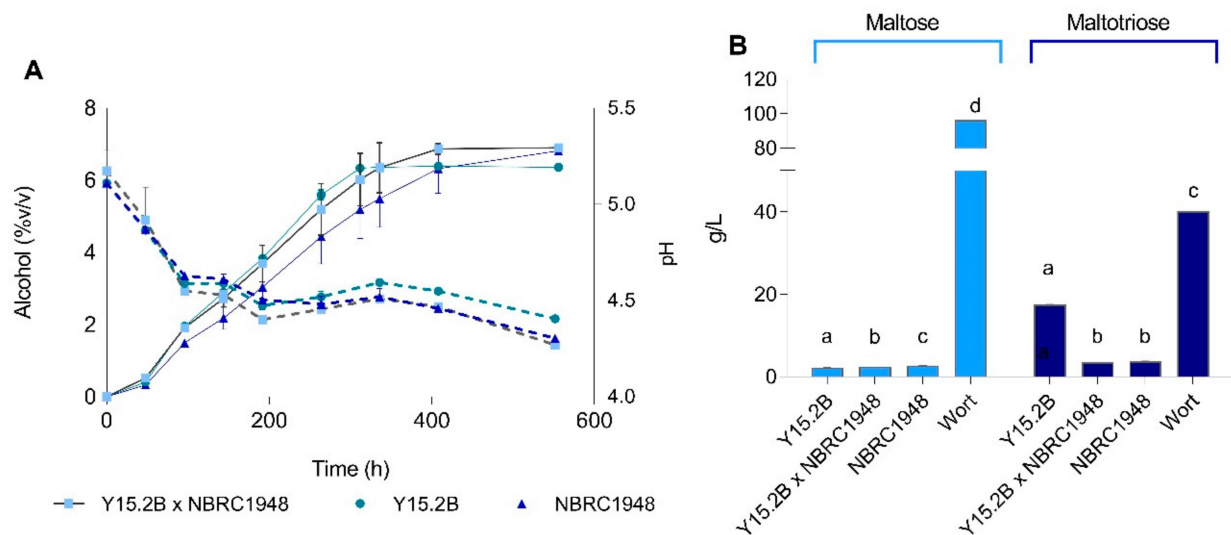 A
Alcohol (%v/v)
8
6
4
2
0
5.5
5.0
4.5
4.0
pH
0
200
400
600
Time (h)
Y15.2B x NBRC1948
Y15.2B
NBRC1948
B
Maltose
Maltotriose
g/L
120
100
80
40
20
0
a
b
c
d
a
a
b
b
c
Y15.2B
Y15.2B x NBRC1948
NBRC1948
Wort
Y15.2B
Y15.2B x NBRC1948
NBRC1948
Wort